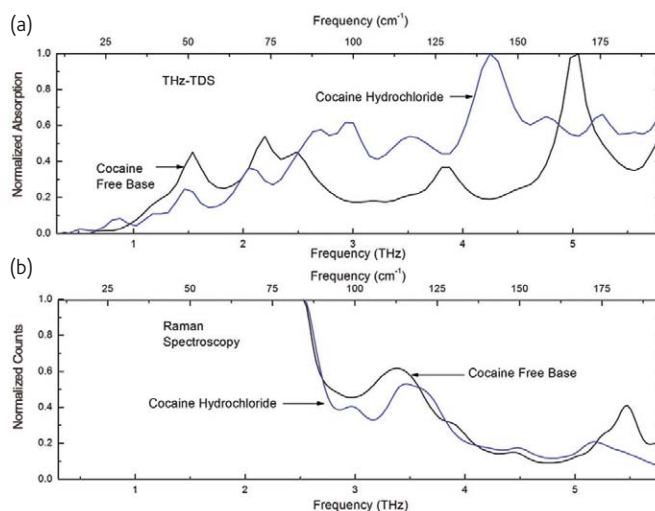 (a)
Frequency (cm-1)
25 50 75 100 125 150 175
1.0
0.8
0.6
0.4
0.2
0.0
Normalized Absorption
THz-TDS
Cocaine Hydrochloride
Cocaine
Free Base
1 2 3 4 5
Frequency (THz)
(b)
Frequency (cm-1)
25 50 75 100 125 150 175
1.0
0.8
0.6
0.4
0.2
0.0
Normalized Counts
Raman
Spectroscopy
Cocaine Free Base
Cocaine Hydrochloride
1 2 3 4 5
Frequency (THz)